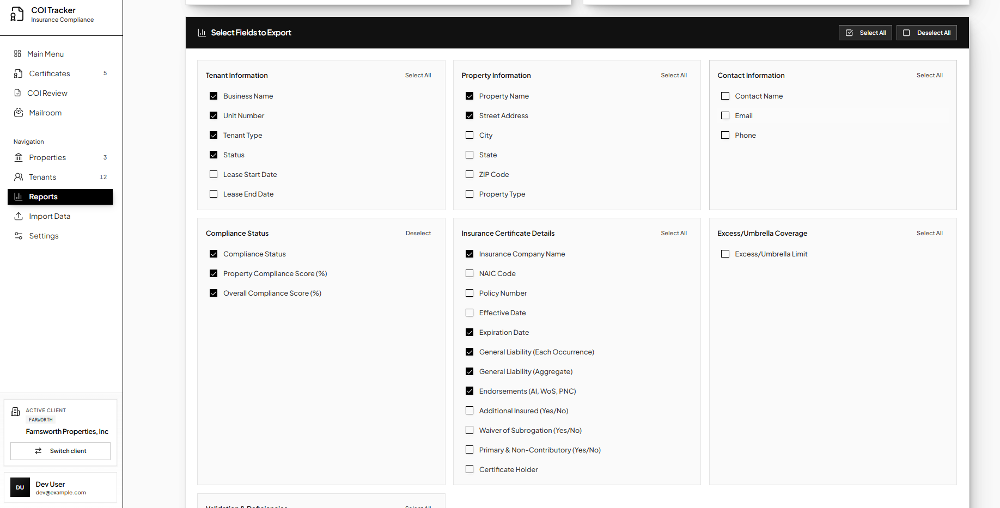 COI Tracker
Insurance Compliance
Main Menu
Certificates 5
COI Review
Mailroom
Navigation
Properties 3
Tenants 12
Reports
Import Data
Settings
ACTIVE CLIENT
FARWORTH
Farnsworth Properties, Inc
Switch client
DU
Dev User
dev@example.com
Select Fields to Export
Select All
Deselect All
Tenant Information
Select All
Business Name
Unit Number
Tenant Type
Status
Lease Start Date
Lease End Date
Property Information
Select All
Property Name
Street Address
City
State
ZIP Code
Property Type
Contact Information
Select All
Contact Name
Email
Phone
Compliance Status
Deselect
Compliance Status
Property Compliance Score (%)
Overall Compliance Score (%)
Insurance Certificate Details
Select All
Insurance Company Name
NAIC Code
Policy Number
Effective Date
Expiration Date
General Liability (Each Occurrence)
General Liability (Aggregate)
Endorsements (AI, WoS, PNC)
Additional Insured (Yes/No)
Waiver of Subrogation (Yes/No)
Primary & Non-Contributory (Yes/No)
Certificate Holder
Excess/Umbrella Coverage
Select All
Excess/Umbrella Limit
Validation & Deficiencies
Select All